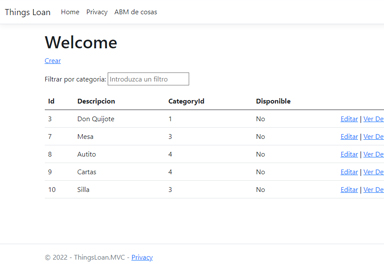 Things Loan Home Privacy ABM de cosas
Welcome
Crear
Filtrar por categoria: Introduzca un filtro
Id Descripcion CategoryId Disponible
3 Don Quijote 1 No Editar | Ver De
7 Mesa 3 No Editar | Ver De
8 Autito 4 No Editar | Ver De
9 Cartas 4 No Editar | Ver De
10 Silla 3 No Editar | Ver De
© 2022 - ThingsLoan.MVC - Privacy